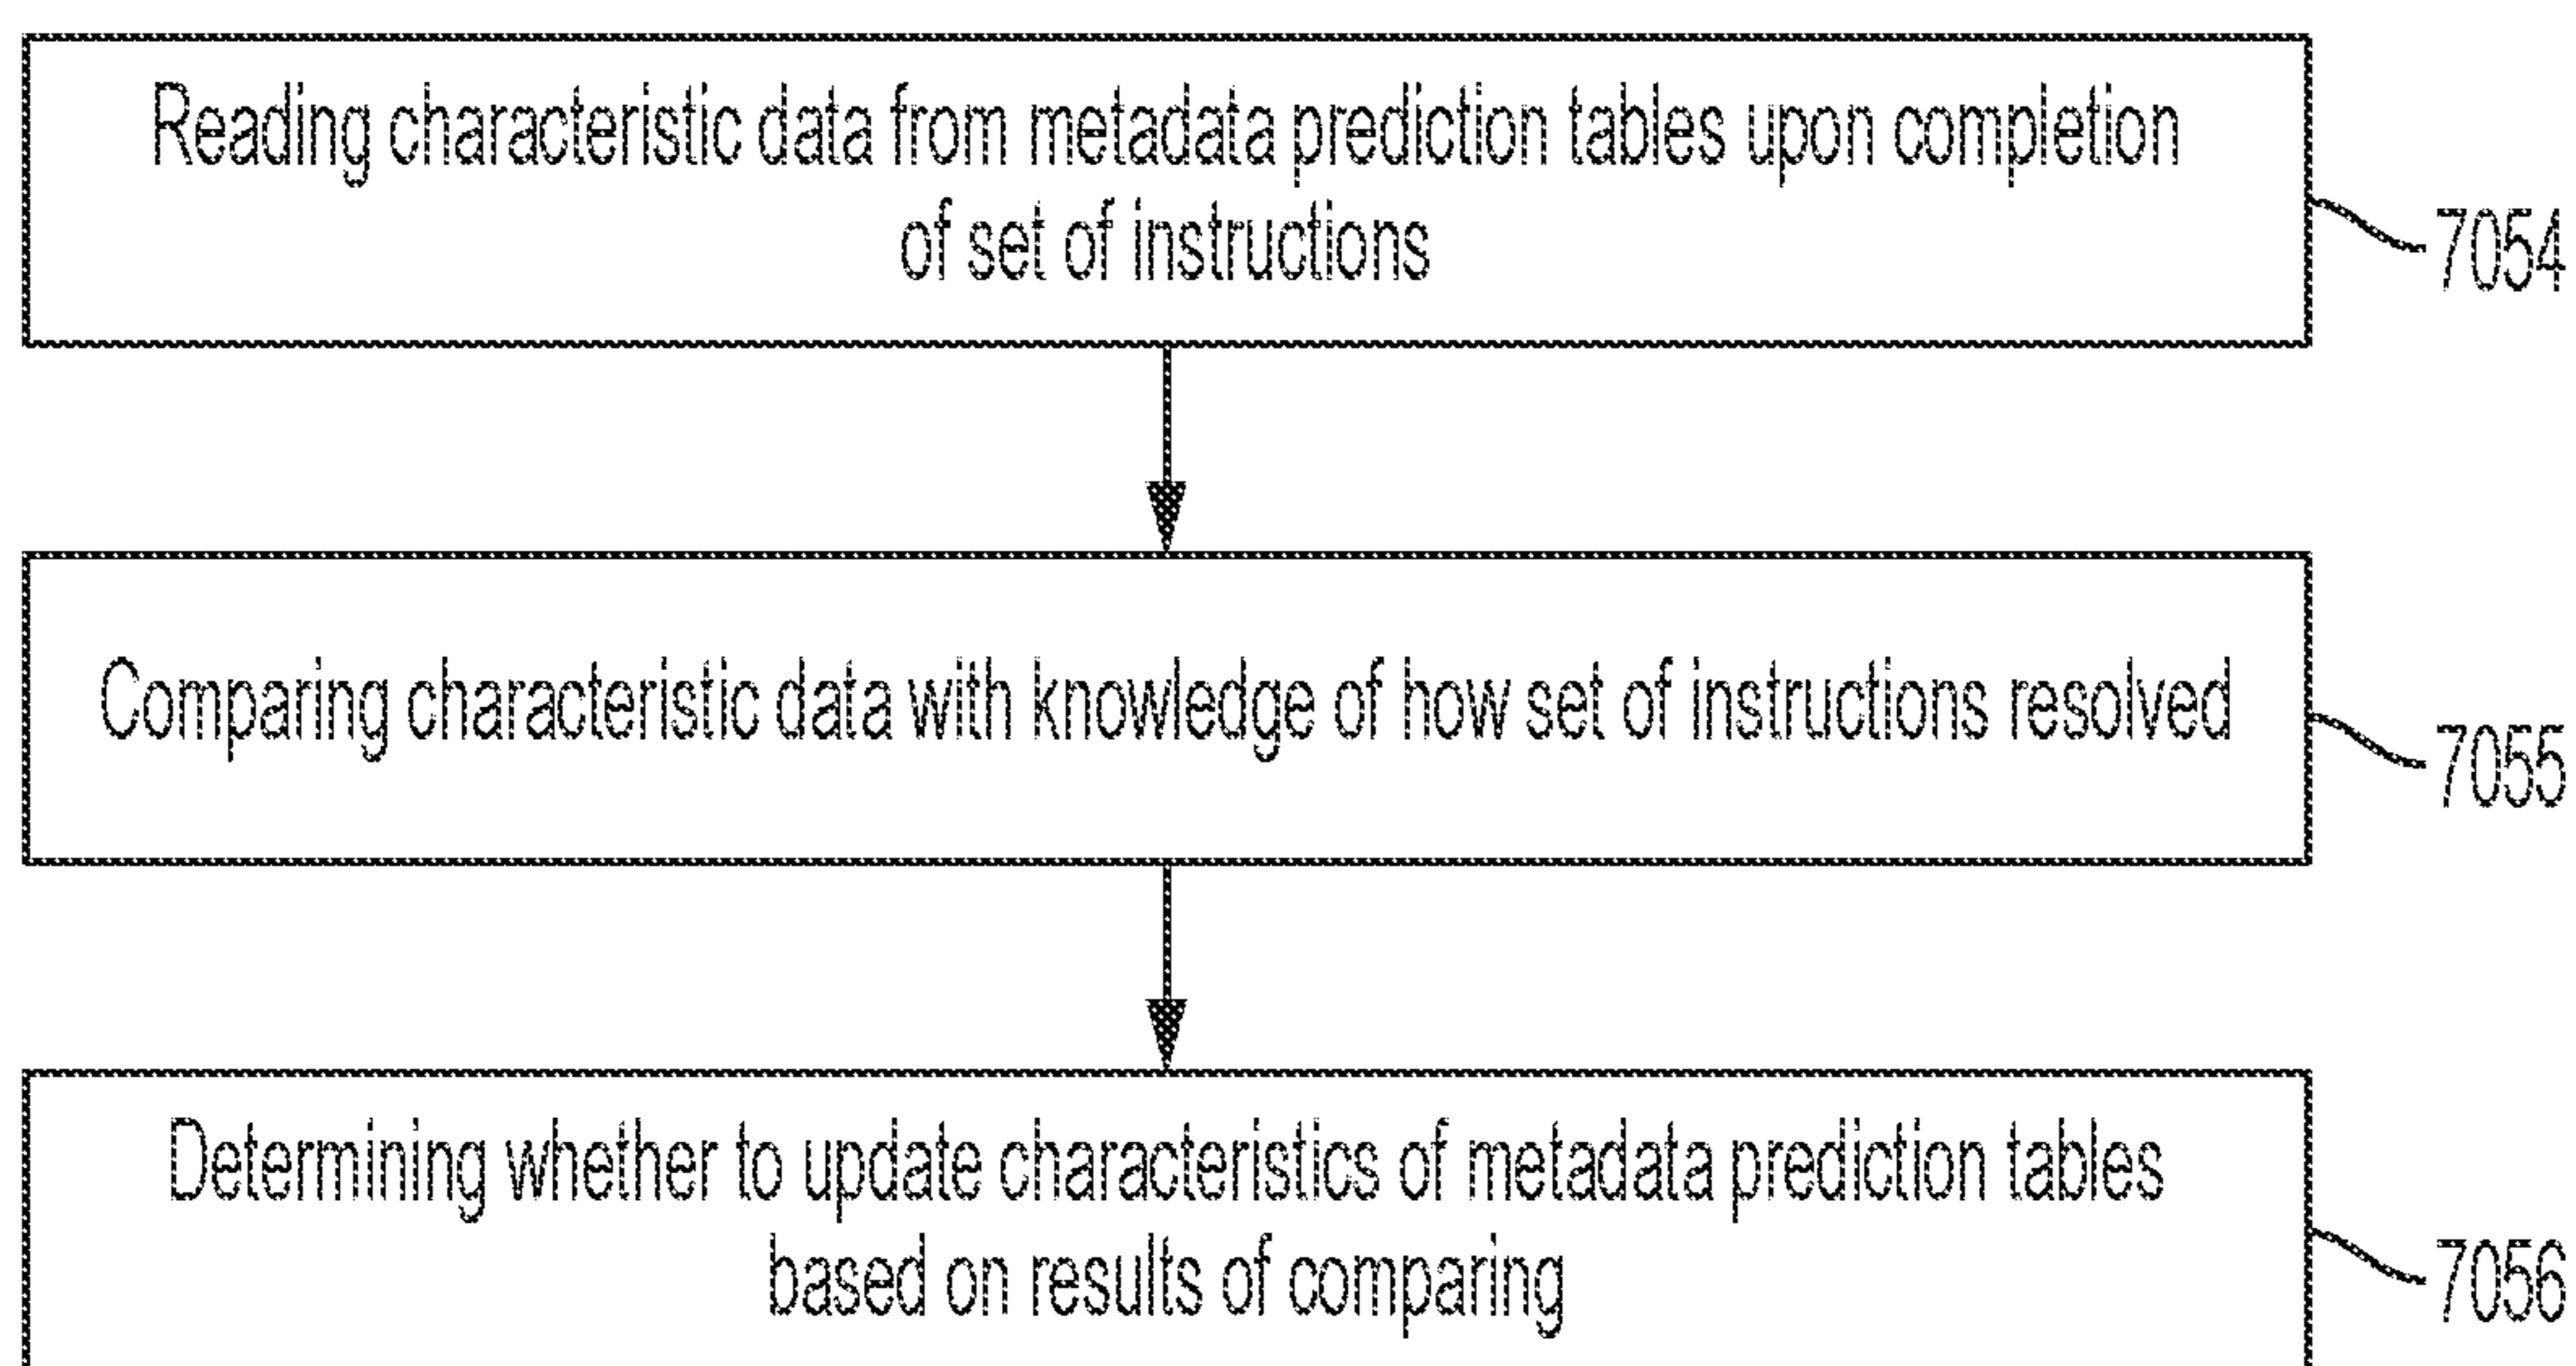 Reading characteristic data from metadata prediction tables upon completion
of set of instructions
7054
Comparing characteristic data with knowledge of how set of instructions resolved
7055
Determining whether to update characteristics of metadata prediction tables
based on results of comparing
7056